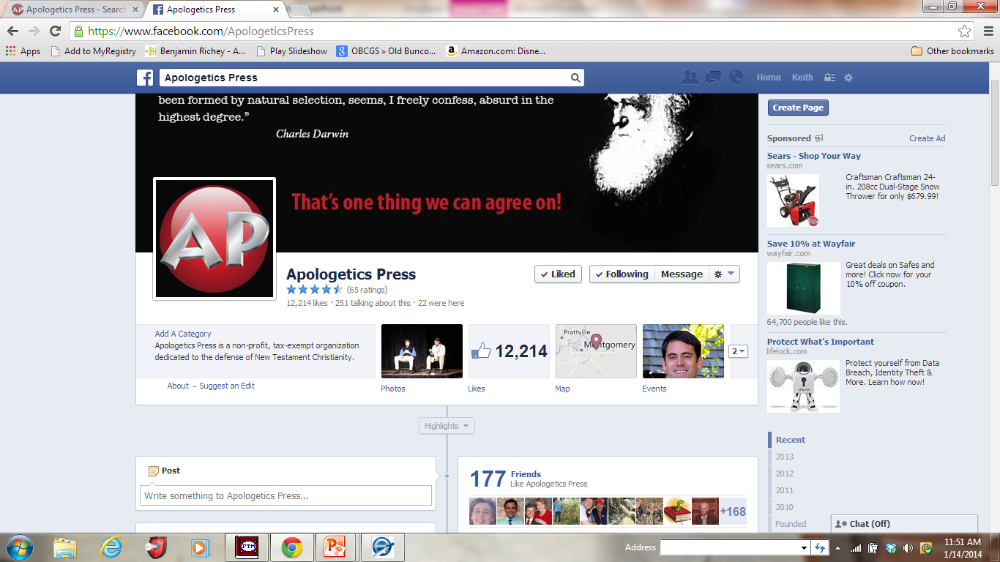 Apologetics Press - Search
Apologetics Press
https://www.facebook.com/ApologeticsPress
Apps
Add to MyRegistry
Benjamin Richey - A...
Play Slideshow
OBCGS » Old Bunco...
Amazon.com: Disne...
Other bookmarks
Apologetics Press
Home
Keith
been formed by natural selection, seems, I freely confess, absurd in the
highest degree.”
Charles Darwin
That’s one thing we can agree on!
AP
Apologetics Press
(65 ratings)
12,214 likes · 251 talking about this · 22 were here
Liked
Following
Message
Add A Category
Apologetics Press is a non-profit, tax-exempt organization
dedicated to the defense of New Testament Christianity.
About – Suggest an Edit
Photos
12,214
Likes
Prattville
Montgomery
Map
Events
2
Highlights
Post
Write something to Apologetics Press...
177 Friends
Like Apologetics Press
+168
Create Page
Sponsored
Create Ad
Sears - Shop Your Way
sears.com
Craftsman Craftsman 24-
in. 208cc Dual-Stage Snow
Thrower for only $679.99!
Save 10% at Wayfair
wayfair.com
Great deals on Safes and
more! Click now for your
10% off coupon.
64,700 people like this.
Protect What’s Important
lifelock.com
Protect yourself from Data
Breach, Identity Theft &
More. Learn how now!
Recent
2013
2012
2011
2010
Founded
Chat (Off)
FTM
Address
11:51 AM
1/14/2014